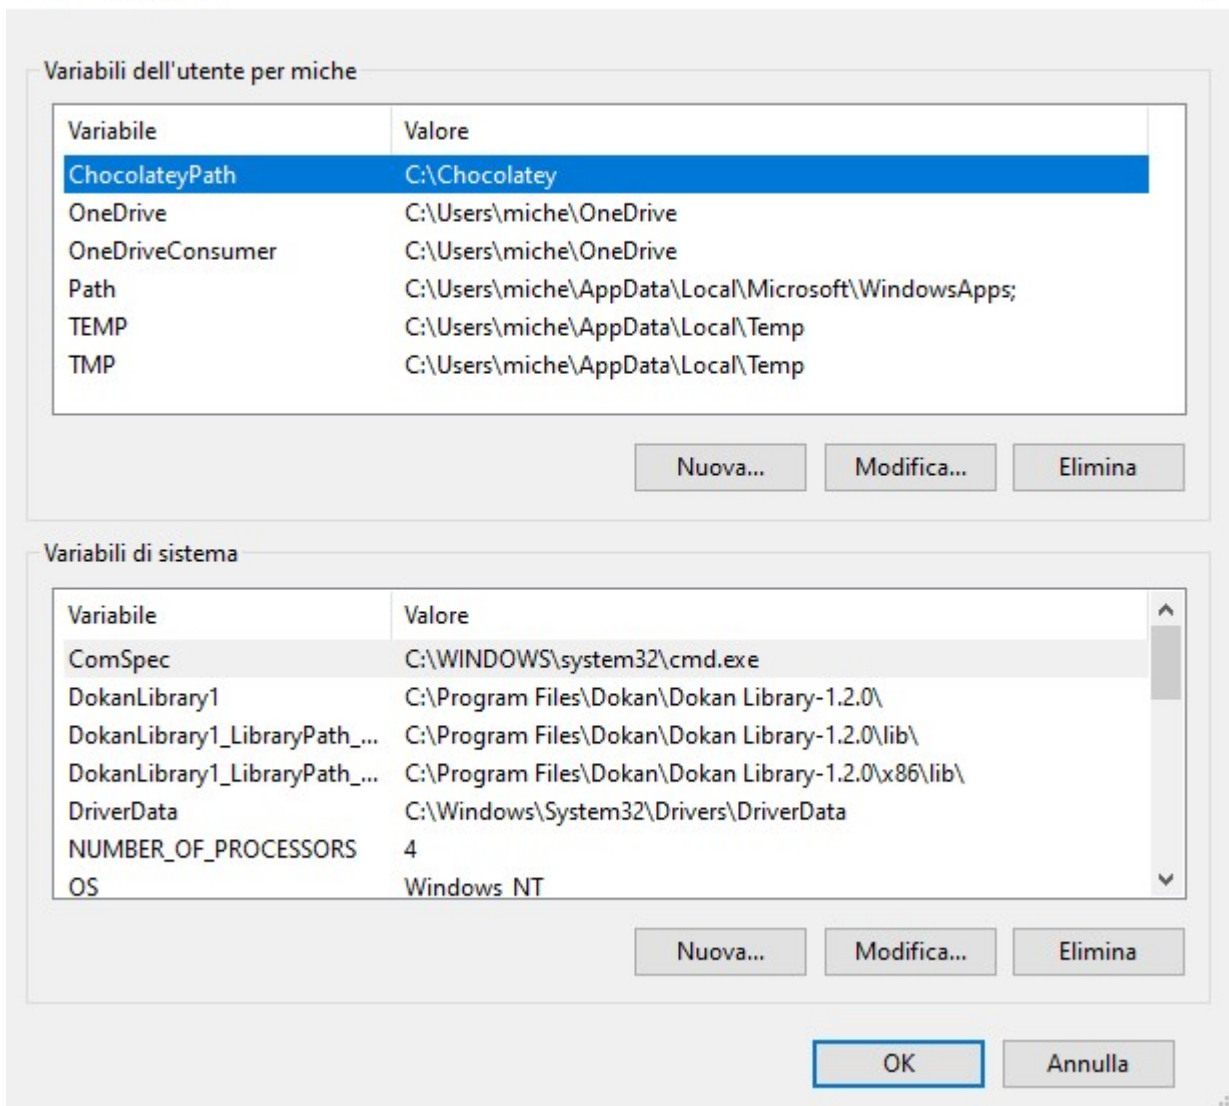 Variabili dell'utente per miche
Variabile Valore
ChocolateyPath C:\Chocolatey
OneDrive C:\Users\miche\OneDrive
OneDriveConsumer C:\Users\miche\OneDrive
Path C:\Users\miche\AppData\Local\Microsoft\WindowsApps;
TEMP C:\Users\miche\AppData\Local\Temp
TMP C:\Users\miche\AppData\Local\Temp
Nuova... Modifica... Elimina
Variabili di sistema
Variabile Valore
ComSpec C:\WINDOWS\system32\cmd.exe
DokanLibrary1 C:\Program Files\Dokan\Dokan Library-1.2.0\
DokanLibrary1_LibraryPath_... C:\Program Files\Dokan\Dokan Library-1.2.0\lib\
DokanLibrary1_LibraryPath_... C:\Program Files\Dokan\Dokan Library-1.2.0\x86\lib\
DriverData C:\Windows\System32\Drivers\DriverData
NUMBER_OF_PROCESSORS 4
OS Windows NT
Nuova... Modifica... Elimina
OK Annulla